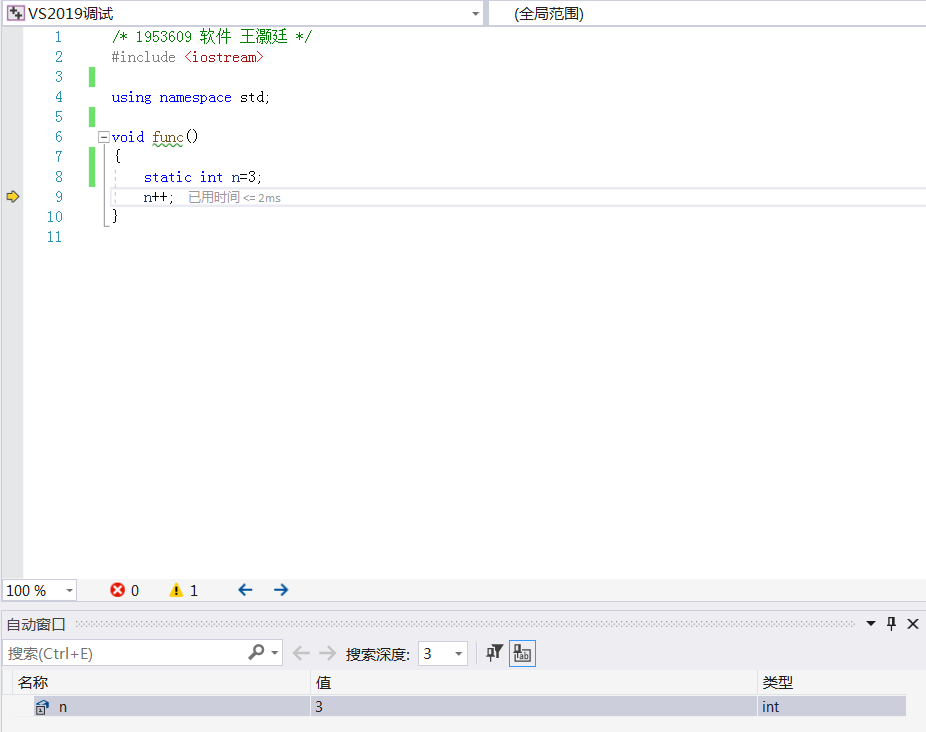 VS2019调试 (全局范围)
1 /* 1953609 软件 王灏廷 */
2 #include <iostream>
3
4 using namespace std;
5
6 void func()
7 {
8 static int n=3;
9 n++; 已用时间 <= 2ms
10 }
11
100 % 0 1
自动窗口
搜索(Ctrl+E) 搜索深度: 3
名称 值 类型
n 3 int